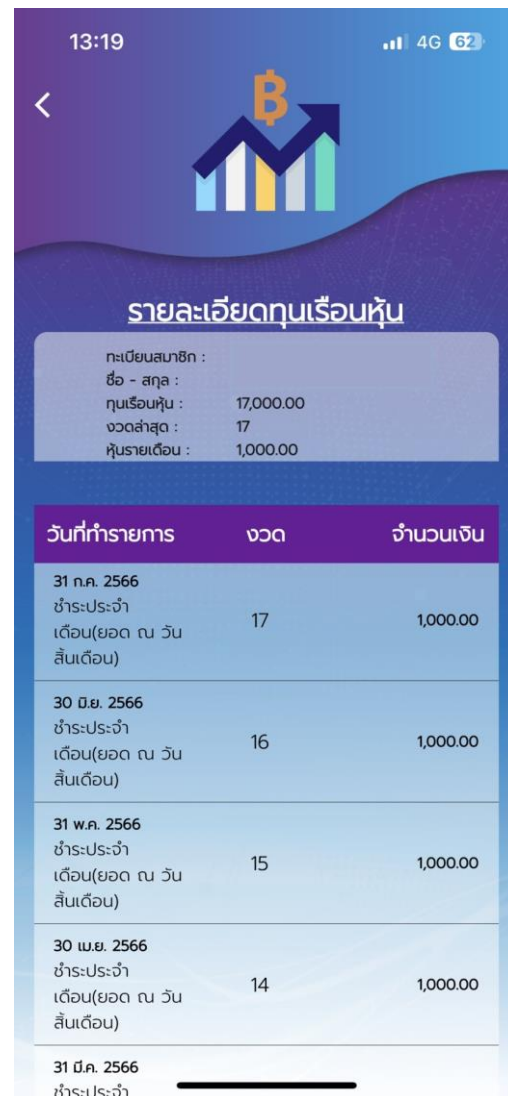 13:19 4G 62
รายละเอียดทุนเรือนหุ้น
ทะเบียนสมาชิก :
ชื่อ - สกุล :
ทุนเรือนหุ้น : 17,000.00
งวดล่าสุด : 17
หุ้นรายเดือน : 1,000.00
วันที่ทำรายการ งวด จำนวนเงิน
31 ก.ค. 2566
ชำระประจำ
เดือน(ยอด ณ วัน
สิ้นเดือน)
17 1,000.00
30 มิ.ย. 2566
ชำระประจำ
เดือน(ยอด ณ วัน
สิ้นเดือน)
16 1,000.00
31 พ.ค. 2566
ชำระประจำ
เดือน(ยอด ณ วัน
สิ้นเดือน)
15 1,000.00
30 เม.ย. 2566
ชำระประจำ
เดือน(ยอด ณ วัน
สิ้นเดือน)
14 1,000.00
31 มี.ค. 2566
ชำระประจำ